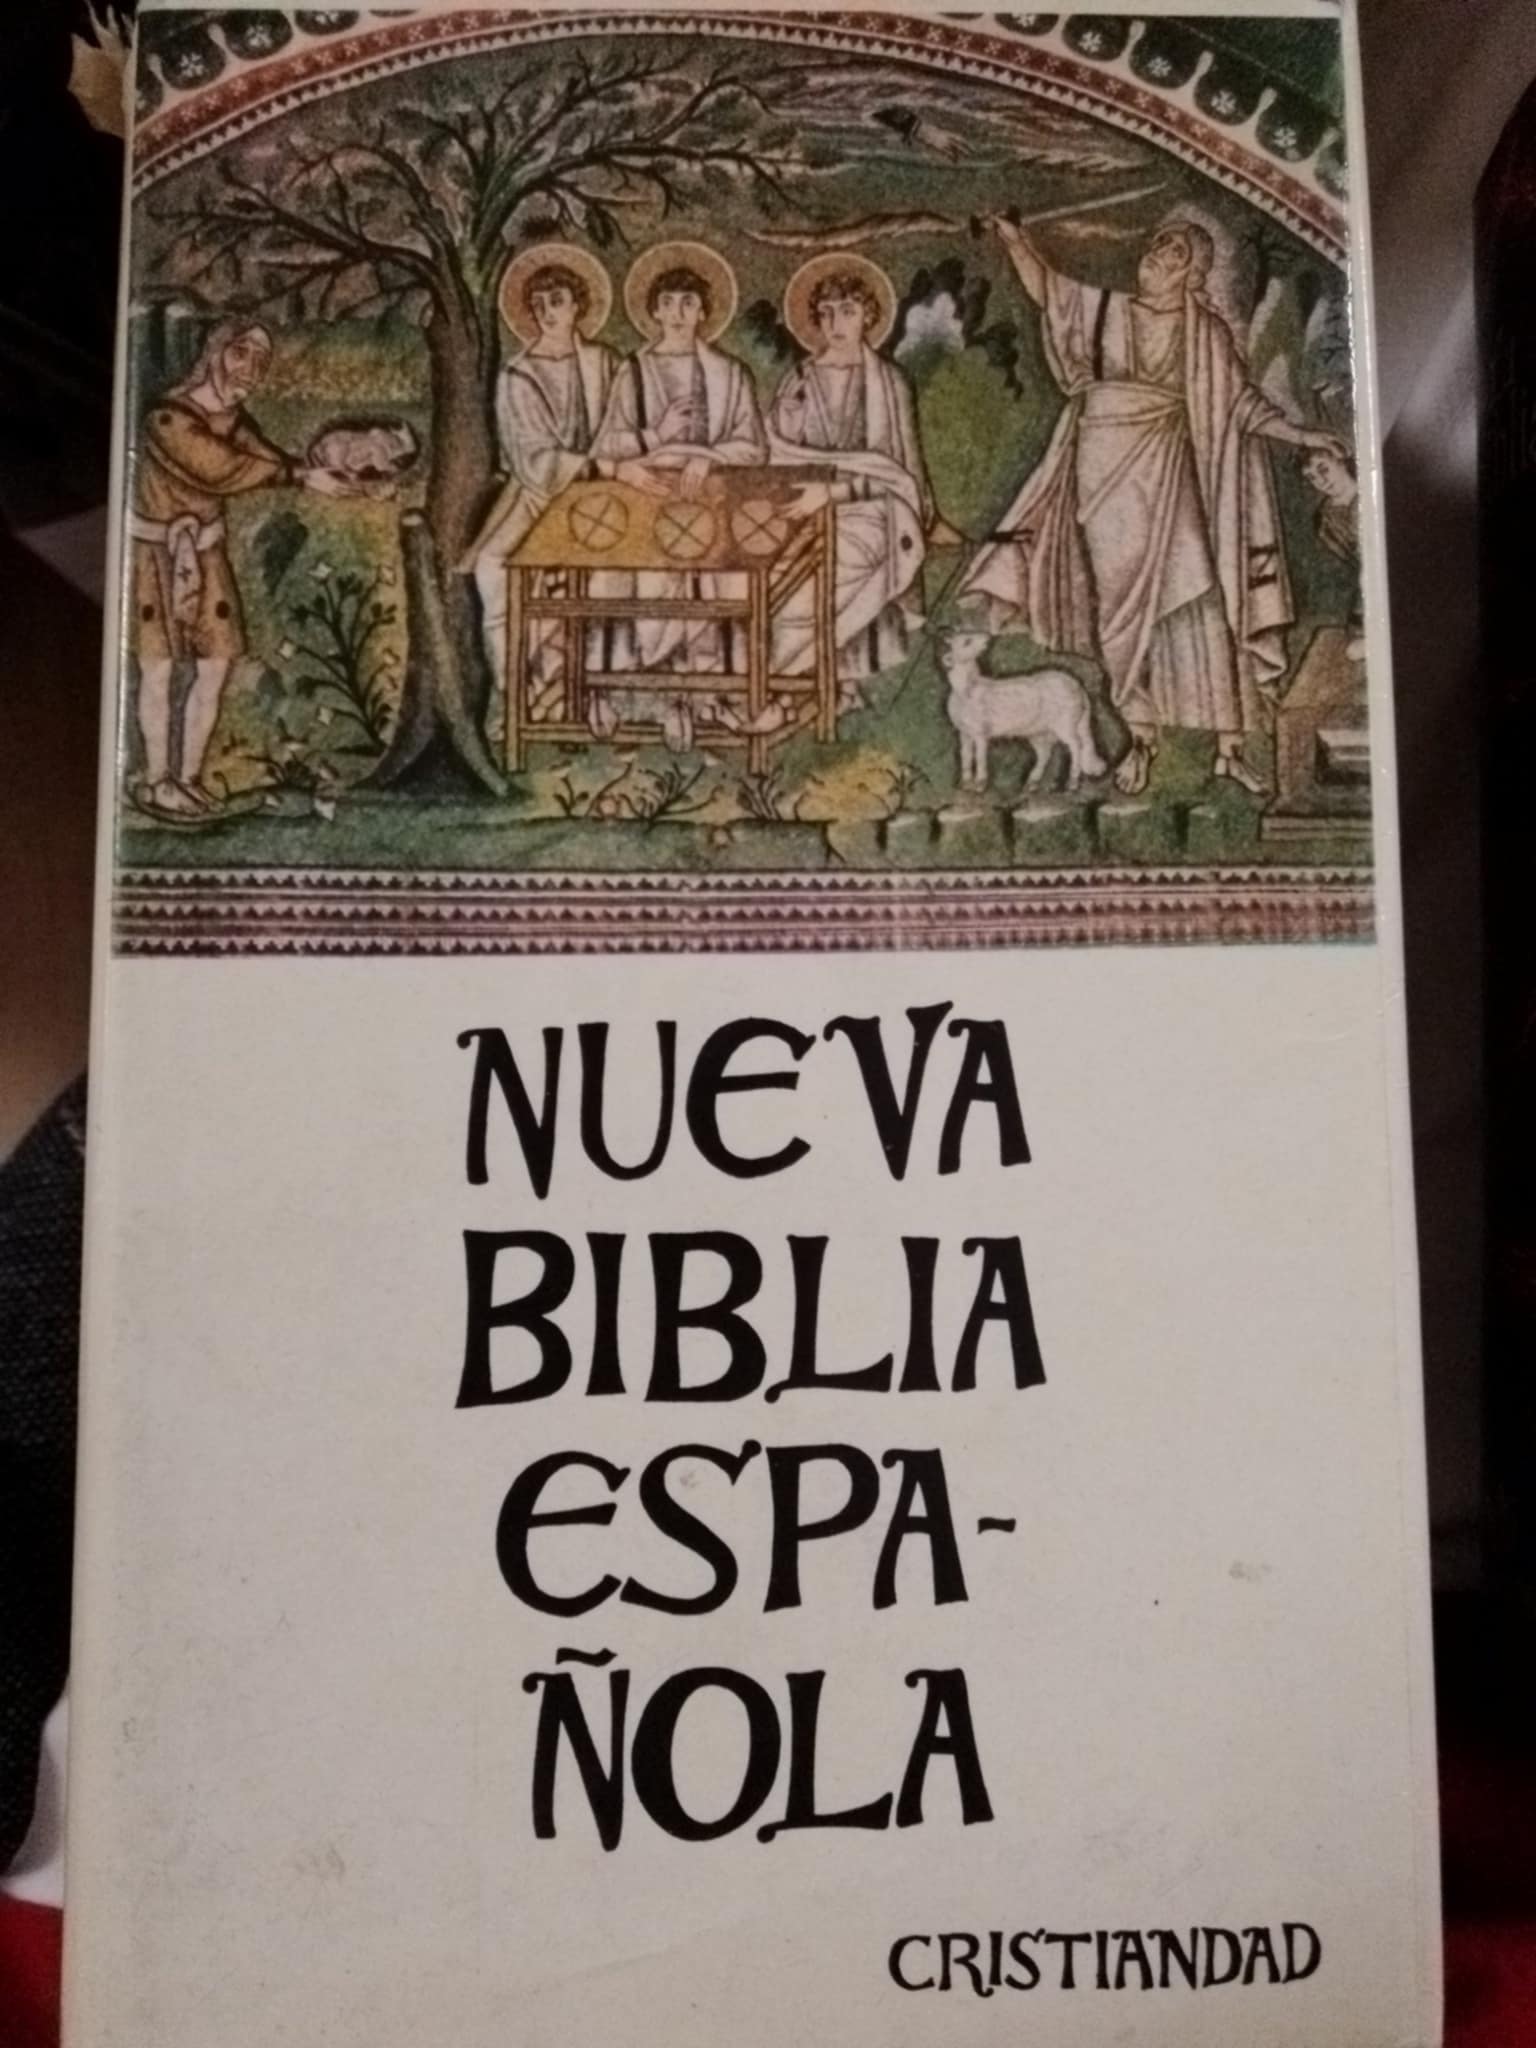 NUEVA
BIBLIA
ESPA-
ÑOLA
CRISTIANDAD